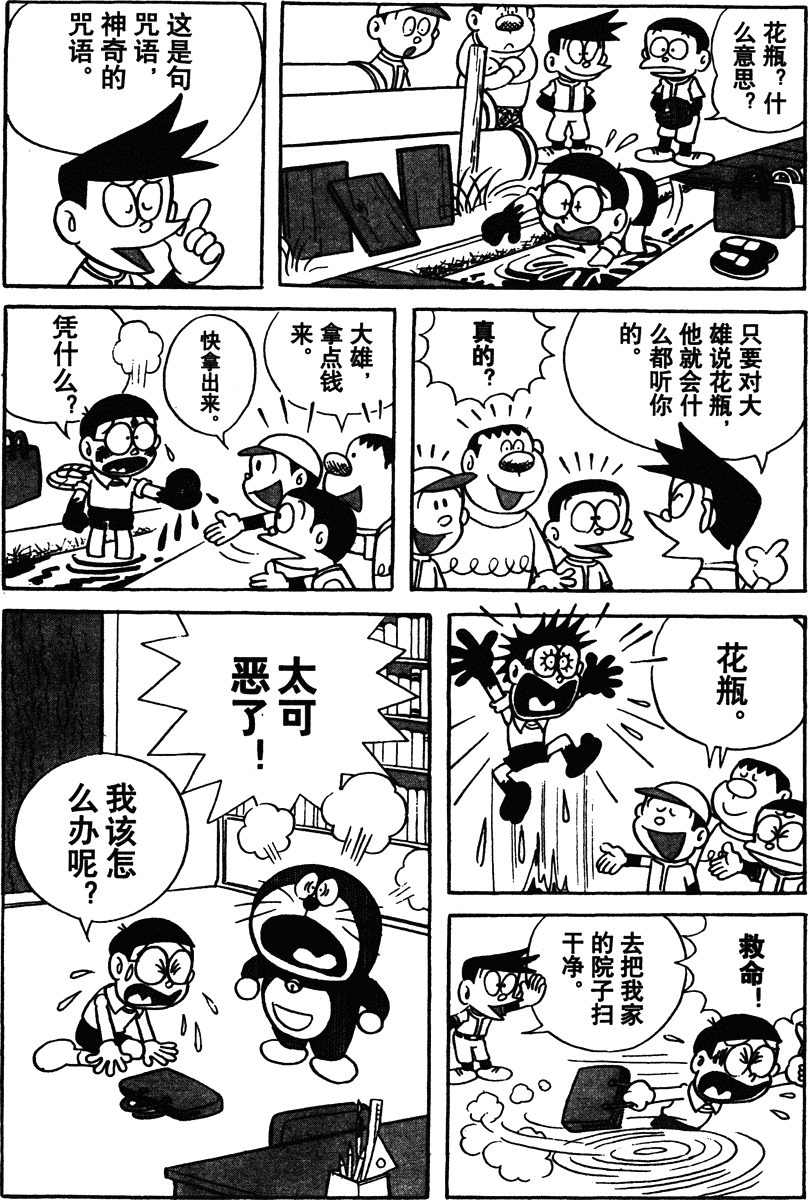 花瓶？什
么意思？
这是句
咒语，
神奇的
咒语。
只要对大
雄说花瓶，
他就会什
么都听你
的。
真的？
大雄，
拿点钱
来。
快拿出来。
凭什么？
花瓶。
救命！
去把我家
的院子扫
干净。
太可
恶了！
我该怎
么办呢？